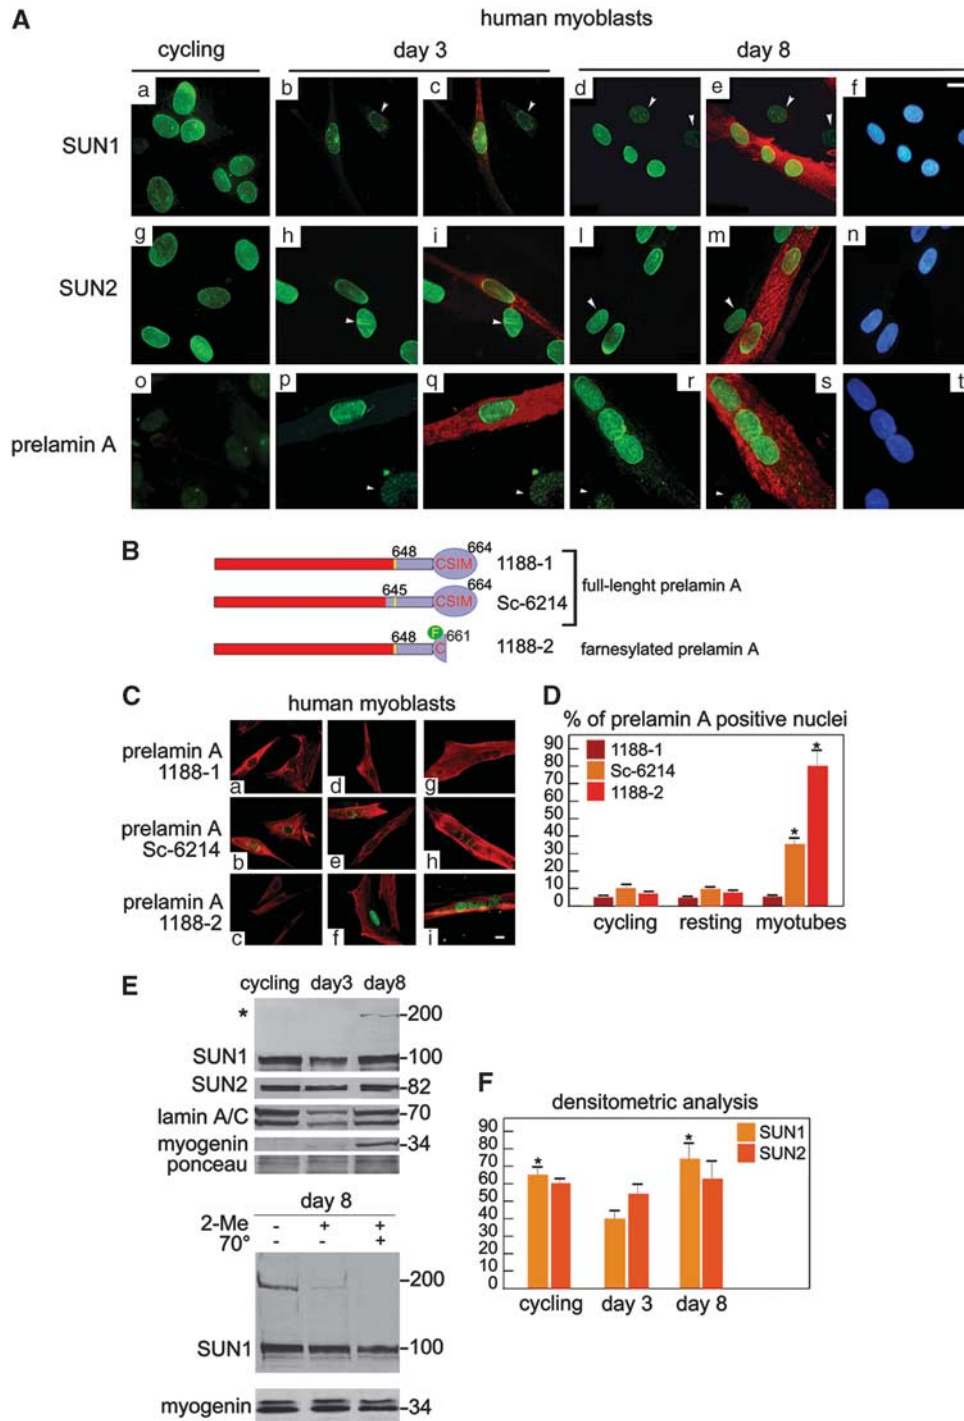 A
human myoblasts
cycling
day 3
day 8
a
b
c
d
e
f
SUN1
g
h
i
l
m
n
SUN2
o
p
q
r
s
t
prelamin A
B
648
664
CSIM
1188-1
645
664
CSIM
Sc-6214
full-lenght prelamin A
648
F
661
C
1188-2
farnesylated prelamin A
C
human myoblasts
prelamin A
1188-1
a
d
g
prelamin A
Sc-6214
b
e
h
prelamin A
1188-2
c
f
i
D
% of prelamin A positive nuclei
90
80
70
60
50
40
30
20
10
0
1188-1
Sc-6214
1188-2
*
*
cycling
resting
myotubes
E
cycling day3 day8
*
-200
SUN1
-100
SUN2
-82
lamin A/C
-70
myogenin
-34
ponceau
day 8
2-Me - + +
70° - - +
-200
SUN1
-100
myogenin
-34
F
densitometric analysis
90
80
70
60
50
40
30
20
10
0
SUN1
SUN2
*
*
cycling
day 3
day 8